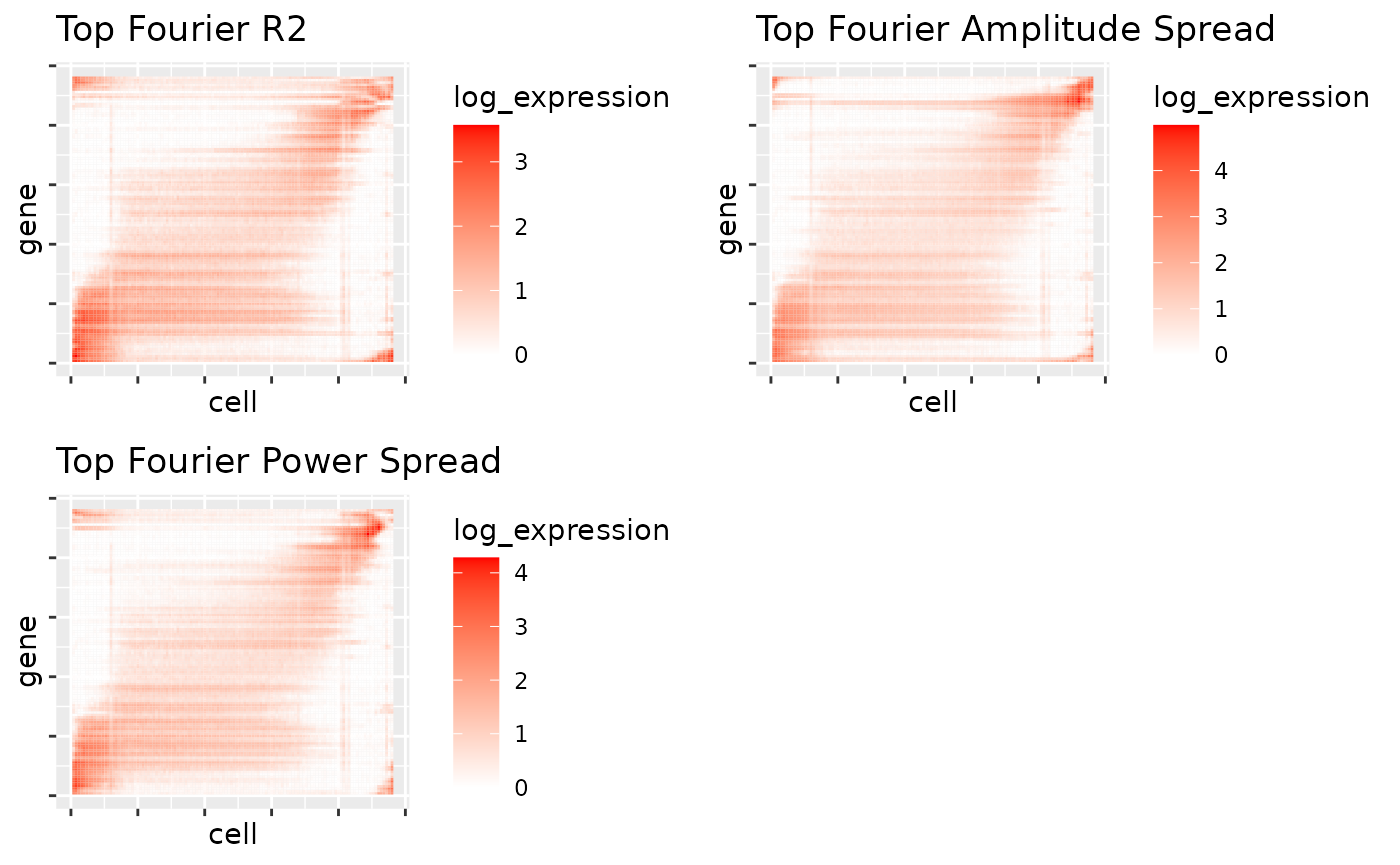 Top Fourier R2
log_expression
3
2
1
0
gene
cell
Top Fourier Amplitude Spread
log_expression
4
3
2
1
0
gene
cell
Top Fourier Power Spread
log_expression
4
3
2
1
0
gene
cell